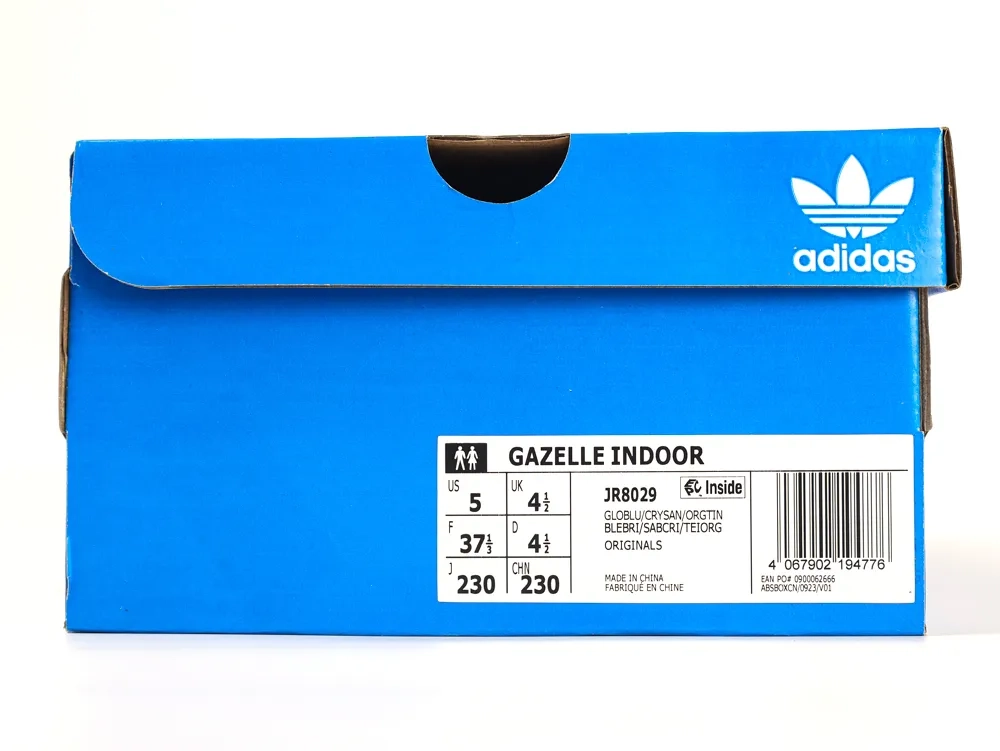 adidas
GAZELLE INDOOR
US 5
UK 4½
F 37⅓
D 4½
J 230
CHN 230
JR8029
Inside
GLOBLU/CRYSAN/ORGTIN
BLEBRI/SABCRI/TEIORG
ORIGINALS
MADE IN CHINA
FABRIQUÉ EN CHINE
4 067902 194776
EAN PO# 0900062666
ABSBOXCN/0923/V01